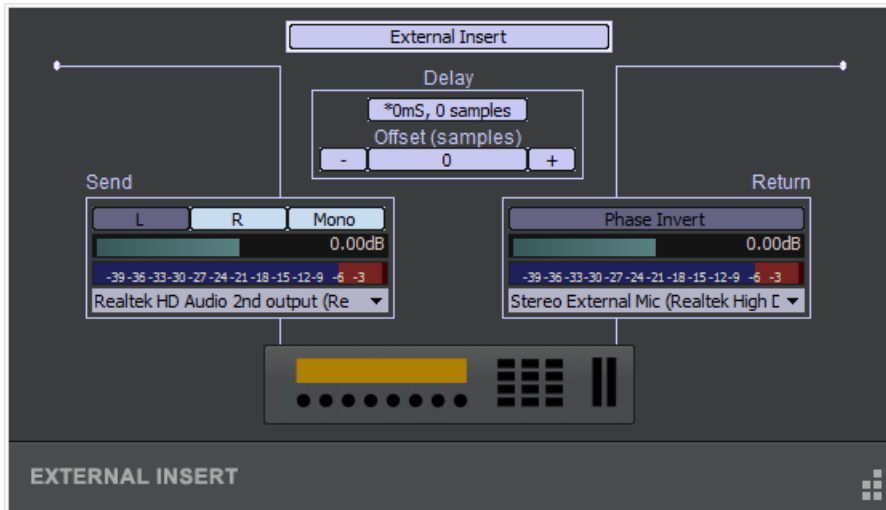 External Insert
Delay
*0mS, 0 samples
Offset (samples)
- 0 +
Send
Return
L R Mono
Phase Invert
0.00dB
0.00dB
-39-36-33-30-27-24-21-18-15-12-9 -6 -3
-39-36-33-30-27-24-21-18-15-12-9 -6 -3
Realtek HD Audio 2nd output (Re
Stereo External Mic (Realtek High D
EXTERNAL INSERT